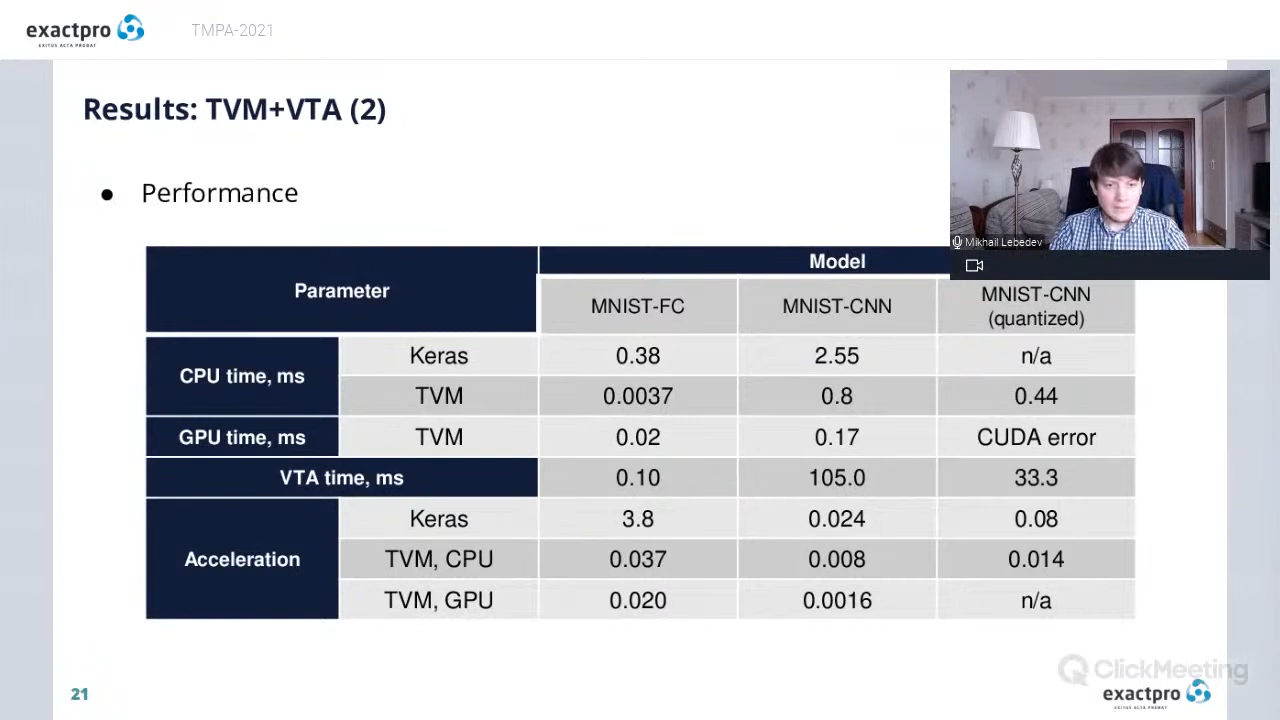 exactpro
EXITUS ACTA PROBAT
TMPA-2021
Results: TVM+VTA (2)
● Performance
Mikhail Lebedev
Parameter
Model
MNIST-FC
MNIST-CNN
MNIST-CNN
(quantized)
CPU time, ms
Keras 0.38 2.55 n/a
TVM 0.0037 0.8 0.44
GPU time, ms TVM 0.02 0.17 CUDA error
VTA time, ms 0.10 105.0 33.3
Acceleration
Keras 3.8 0.024 0.08
TVM, CPU 0.037 0.008 0.014
TVM, GPU 0.020 0.0016 n/a
ClickMeeting
21
exactpro
EXITUS ACTA PROBAT